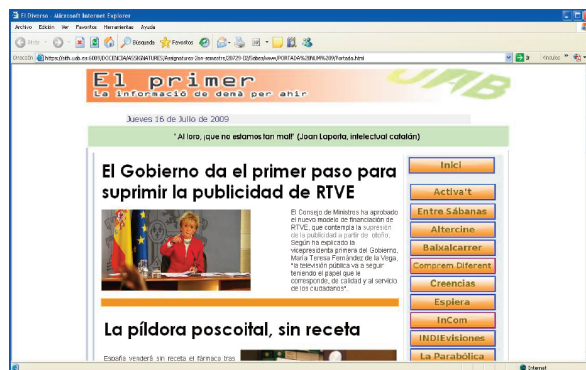 El Diverso - Microsoft Internet Explorer
Archivo Edición Ver Favoritos Herramientas Ayuda
Búsqueda Favoritos
Dirección
Vínculos
El primer
La informació de demà per ahir
UAB
Jueves 16 de Julio de 2009
"Al loro, ¡que no estamos tan mal!" (Joan Laporta, intelectual catalán)
El Gobierno da el primer paso para
suprimir la publicidad de RTVE
El Consejo de Ministros ha aprobado
el nuevo modelo de financiación de
RTVE, que contempla la supresión
de la publicidad a partir de otoño.
Según ha explicado la
vicepresidenta primera del Gobierno,
María Teresa Fernández de la Vega,
"la televisión pública va a seguir
teniendo el papel que le
corresponde, de calidad y al servicio
de los ciudadanos".
La píldora poscoital, sin receta
España venderá sin receta el fármaco tras
Inici
Activa't
Entre Sábanas
Altercine
Baixalcarrer
Comprem Diferent
Creencias
Esplera
InCom
INDIEvisiones
La Parabólica
Internet